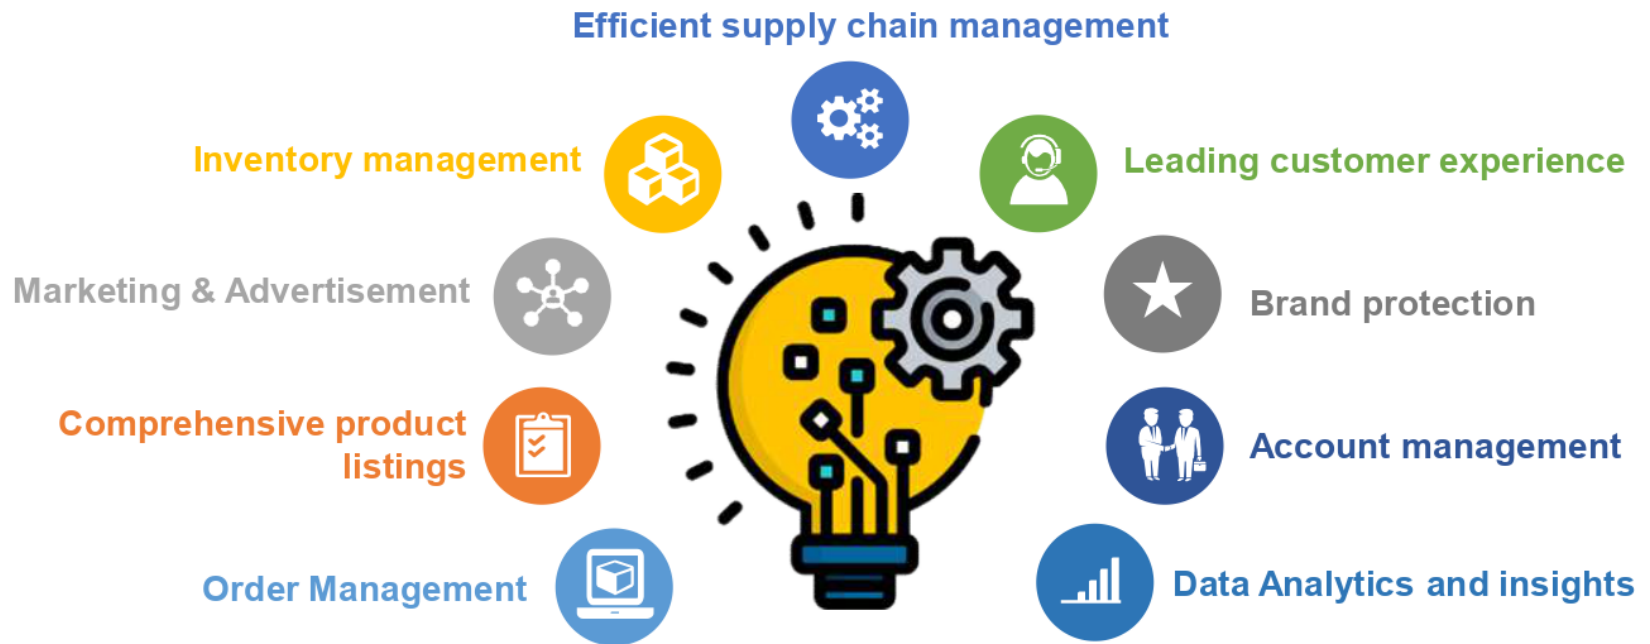 Efficient supply chain management
Inventory management
Leading customer experience
Marketing & Advertisement
Brand protection
Comprehensive product
listings
Account management
Order Management
Data Analytics and insights